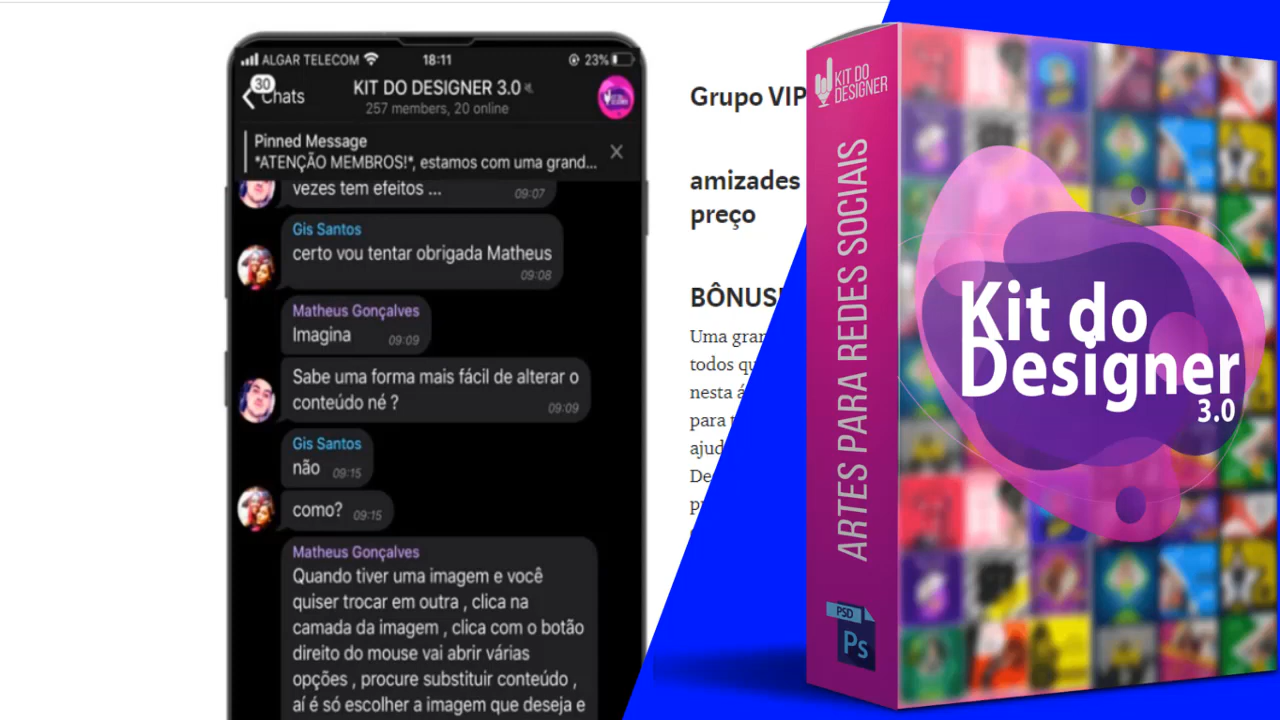 ALGAR TELECOM 18:11 23%
30
Chats
KIT DO DESIGNER 3.0
257 members, 20 online
Pinned Message
*ATENÇÃO MEMBROS!*, estamos com uma grand...
vezes tem efeitos ...
09:07
Gis Santos
certo vou tentar obrigada Matheus
09:08
Matheus Gonçalves
Imagina 09:09
Sabe uma forma mais fácil de alterar o
conteúdo né ?
09:09
Gis Santos
não 09:15
como? 09:15
Matheus Gonçalves
Quando tiver uma imagem e você
quiser trocar em outra , clica na
camada da imagem , clica com o botão
direito do mouse vai abrir várias
opções , procure substituir conteúdo ,
aí é só escolher a imagem que deseja e
Grupo VIP
amizades
preço
BÔNUS
Uma gran
todos qu
nesta á
para
ajud
De
KIT DO
DESIGNER
ARTES PARA REDES SOCIAIS
PSD
Ps
Kit do
Designer
3.0